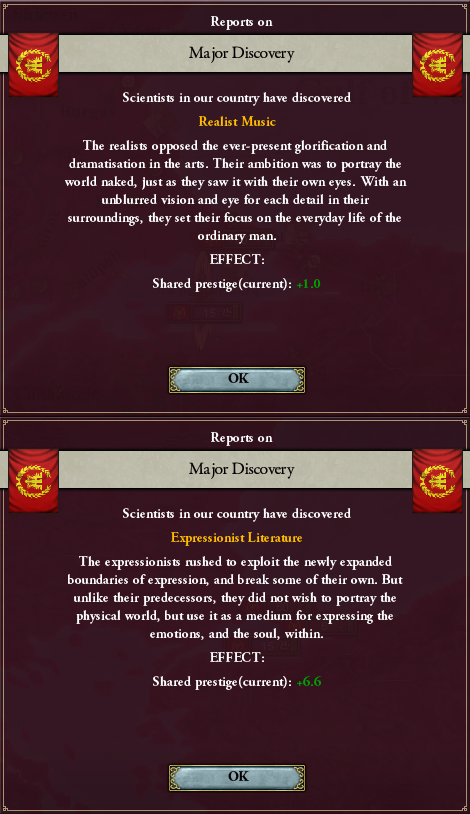 Reports on
Major Discovery
Scientists in our country have discovered
Realist Music
The realists opposed the ever-present glorification and
dramatisation in the arts. Their ambition was to portray the
world naked, just as they saw it with their own eyes. With an
unblurred vision and eye for each detail in their
surroundings, they set their focus on the everyday life of the
ordinary man.
EFFECT:
Shared prestige(current): +1.0
OK
Reports on
Major Discovery
Scientists in our country have discovered
Expressionist Literature
The expressionists rushed to exploit the newly expanded
boundaries of expression, and break some of their own. But
unlike their predecessors, they did not wish to portray the
physical world, but use it as a medium for expressing the
emotions, and the soul, within.
EFFECT:
Shared prestige(current): +6.6
OK